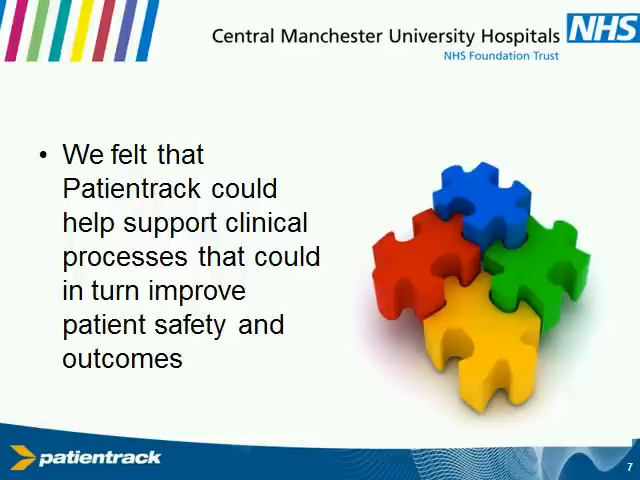 Central Manchester University Hospitals NHS
NHS Foundation Trust
• We felt that
Patientrack could
help support clinical
processes that could
in turn improve
patient safety and
outcomes
patientrack
7